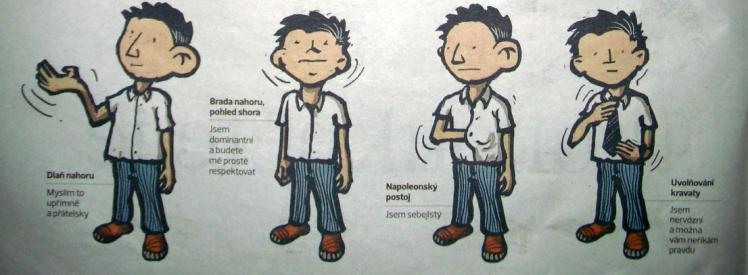 Dlaň nahoru
Myslím to
upřímně
a přátelsky
Brada nahoru,
pohled shora
Jsem
dominantní
a budete
mě prostě
respektovat
Napoleonský
postoj
Jsem sebejistý
Uvolňování
kravaty
Jsem
nervózní
a možná
vám neříkám
pravdu